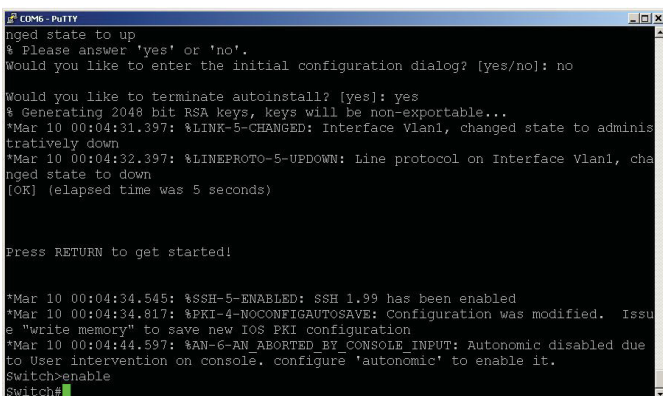 COM6 - PuTTY
nged state to up
% Please answer 'yes' or 'no'.
Would you like to enter the initial configuration dialog? [yes/no]: no
Would you like to terminate autoinstall? [yes]: yes
% Generating 2048 bit RSA keys, keys will be non-exportable...
*Mar 10 00:04:31.397: %LINK-5-CHANGED: Interface Vlan1, changed state to adminis
tratively down
*Mar 10 00:04:32.397: %LINEPROTO-5-UPDOWN: Line protocol on Interface Vlan1, cha
nged state to down
[OK] (elapsed time was 5 seconds)
Press RETURN to get started!
*Mar 10 00:04:34.545: %SSH-5-ENABLED: SSH 1.99 has been enabled
*Mar 10 00:04:34.817: %PKI-4-NOCONFIGAUTOSAVE: Configuration was modified.  Issu
e "write memory" to save new IOS PKI configuration
*Mar 10 00:04:44.597: %AN-6-AN_ABORTED_BY_CONSOLE_INPUT: Autonomic disabled due
to User intervention on console. configure 'autonomic' to enable it.
Switch>enable
Switch#